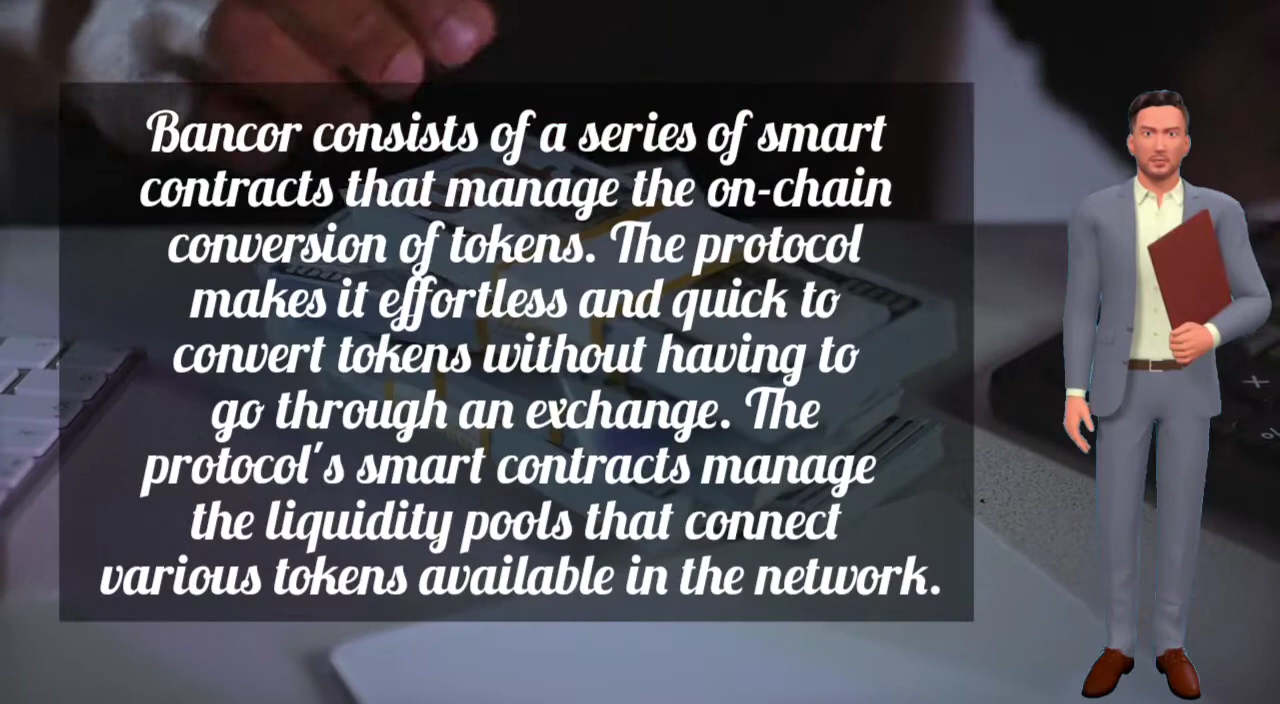 Bancor consists of a series of smart
contracts that manage the on-chain
conversion of tokens. The protocol
makes it effortless and quick to
convert tokens without having to
go through an exchange. The
protocol's smart contracts manage
the liquidity pools that connect
various tokens available in the network.